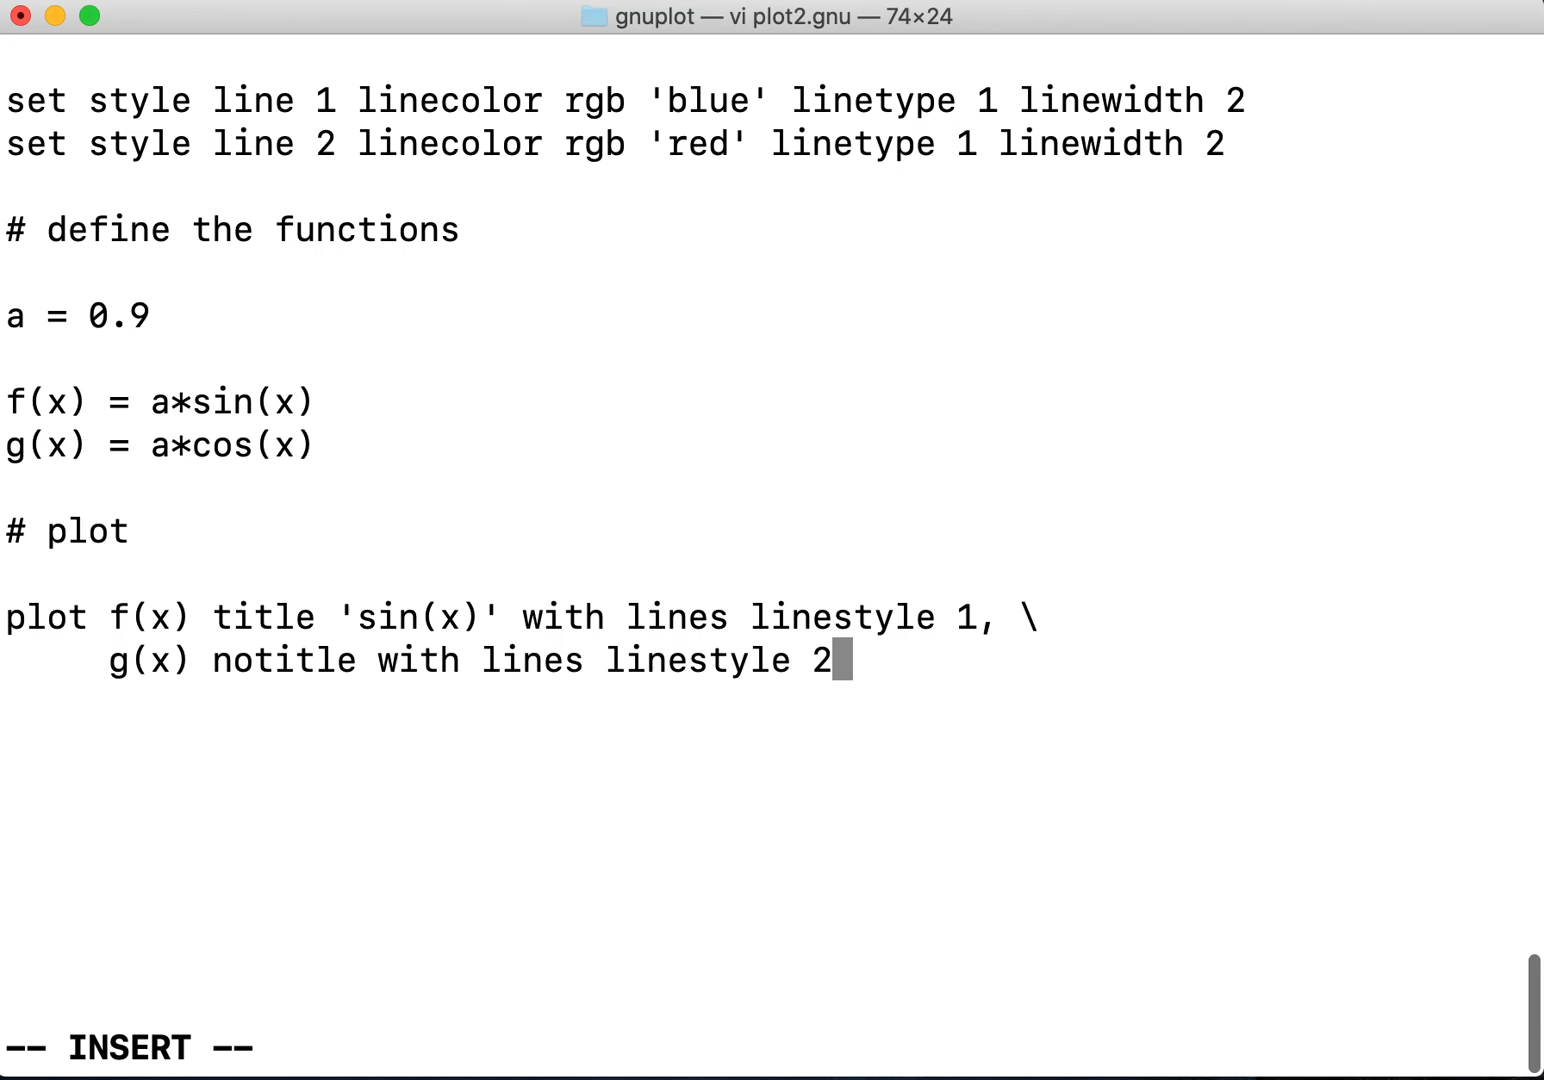 gnuplot — vi plot2.gnu — 74×24
set style line 1 linecolor rgb 'blue' linetype 1 linewidth 2
set style line 2 linecolor rgb 'red' linetype 1 linewidth 2
# define the functions
a = 0.9
f(x) = a*sin(x)
g(x) = a*cos(x)
# plot
plot f(x) title 'sin(x)' with lines linestyle 1, \
     g(x) notitle with lines linestyle 2
-- INSERT --